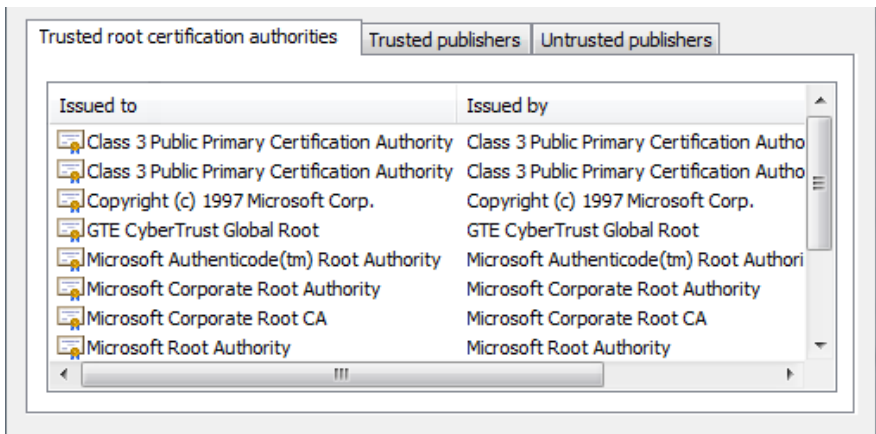 Trusted root certification authorities Trusted publishers Untrusted publishers
Issued to Issued by
Class 3 Public Primary Certification Authority Class 3 Public Primary Certification Autho
Class 3 Public Primary Certification Authority Class 3 Public Primary Certification Autho
Copyright (c) 1997 Microsoft Corp. Copyright (c) 1997 Microsoft Corp.
GTE CyberTrust Global Root GTE CyberTrust Global Root
Microsoft Authenticode(tm) Root Authority Microsoft Authenticode(tm) Root Authori
Microsoft Corporate Root Authority Microsoft Corporate Root Authority
Microsoft Corporate Root CA Microsoft Corporate Root CA
Microsoft Root Authority Microsoft Root Authority